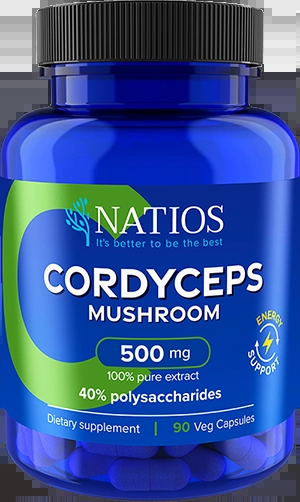 NATIOS
It's better to be the best
CORDYCEPS
MUSHROOM
500 mg
100% pure extract
40% polysaccharides
ENERGY
SUPPORT
Dietary supplement | 90 Veg Capsules